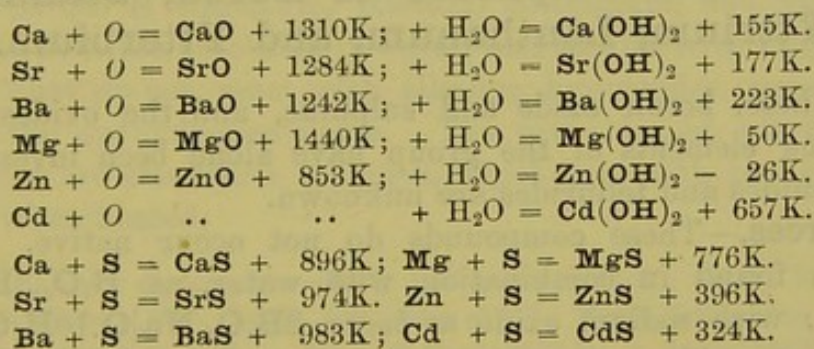 Ca + O = CaO + 1310K; + H₂O = Ca(OH)₂ + 155K.
Sr + O = SrO + 1284K; + H₂O = Sr(OH)₂ + 177K.
Ba + O = BaO + 1242K; + H₂O = Ba(OH)₂ + 223K.
Mg + O = MgO + 1440K; + H₂O = Mg(OH)₂ + 50K.
Zn + O = ZnO + 853K; + H₂O = Zn(OH)₂ − 26K.
Cd + O .. .. + H₂O = Cd(OH)₂ + 657K.
Ca + S = CaS + 896K; Mg + S = MgS + 776K.
Sr + S = SrS + 974K. Zn + S = ZnS + 396K.
Ba + S = BaS + 983K; Cd + S = CdS + 324K.